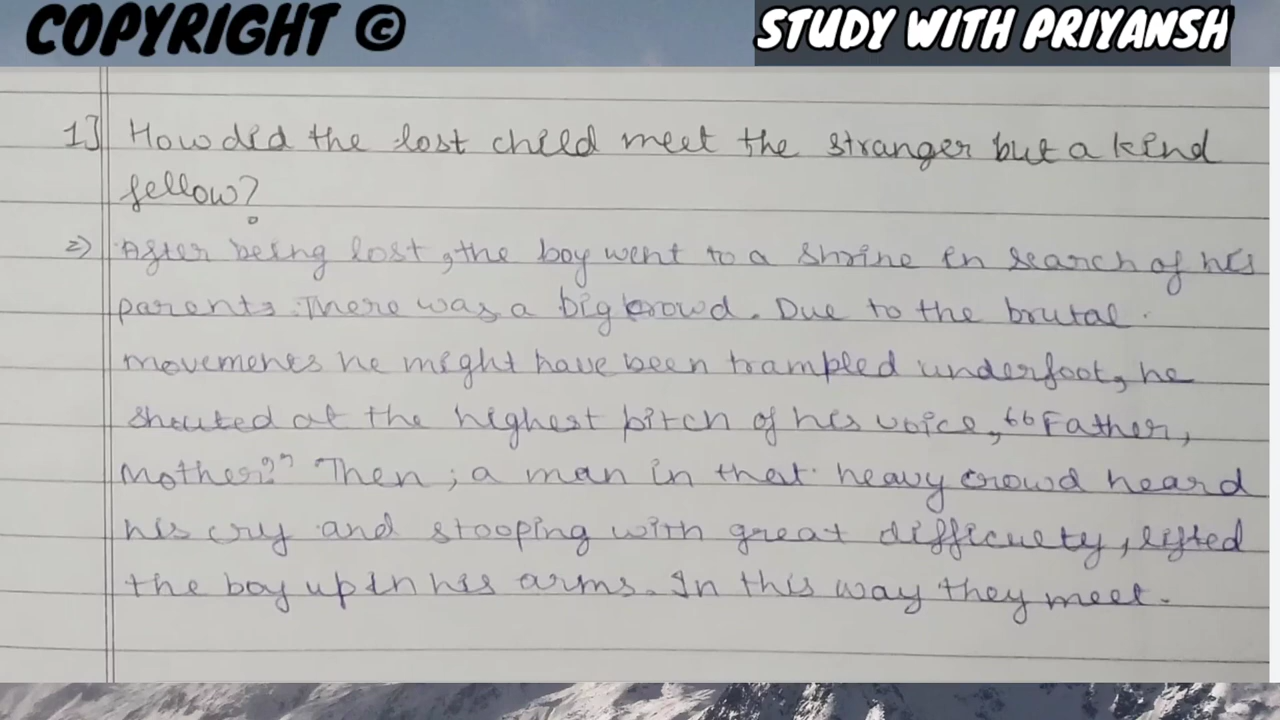 COPYRIGHT ©
STUDY WITH PRIYANSH
1] How did the lost child meet the stranger but a kind
fellow?
2) After being lost, the boy went to a shrine in search of his
parents. There was a big crowd. Due to the brutal
movements he might have been trampled underfoot, he
shouted at the highest pitch of his voice, "Father,
Mother?" Then; a man in that heavy crowd heard
his cry and stooping with great difficulty, lifted
the boy up in his arms. In this way they meet.